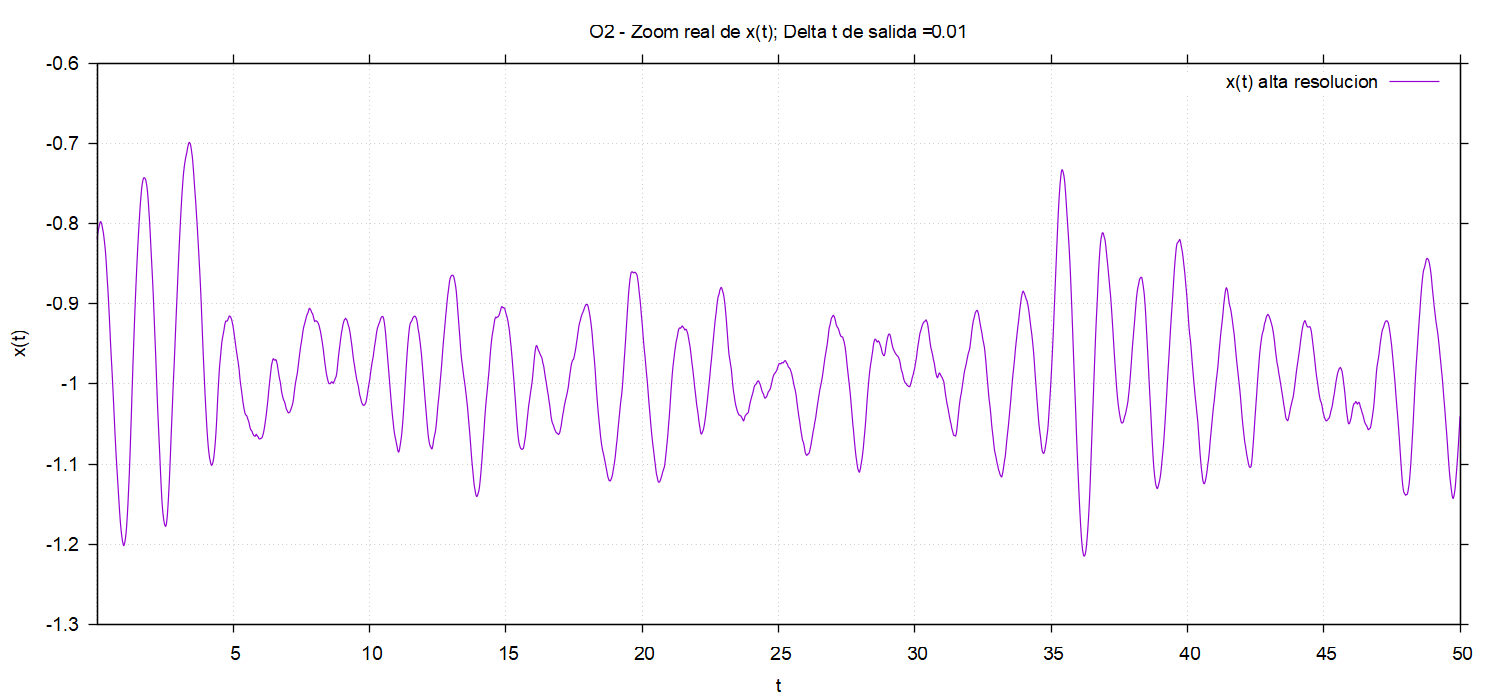 O2 - Zoom real de x(t); Delta t de salida =0.01
x(t) alta resolucion
-0.6
-0.7
-0.8
-0.9
-1
-1.1
-1.2
-1.3
x(t)
5 10 15 20 25 30 35 40 45 50
t